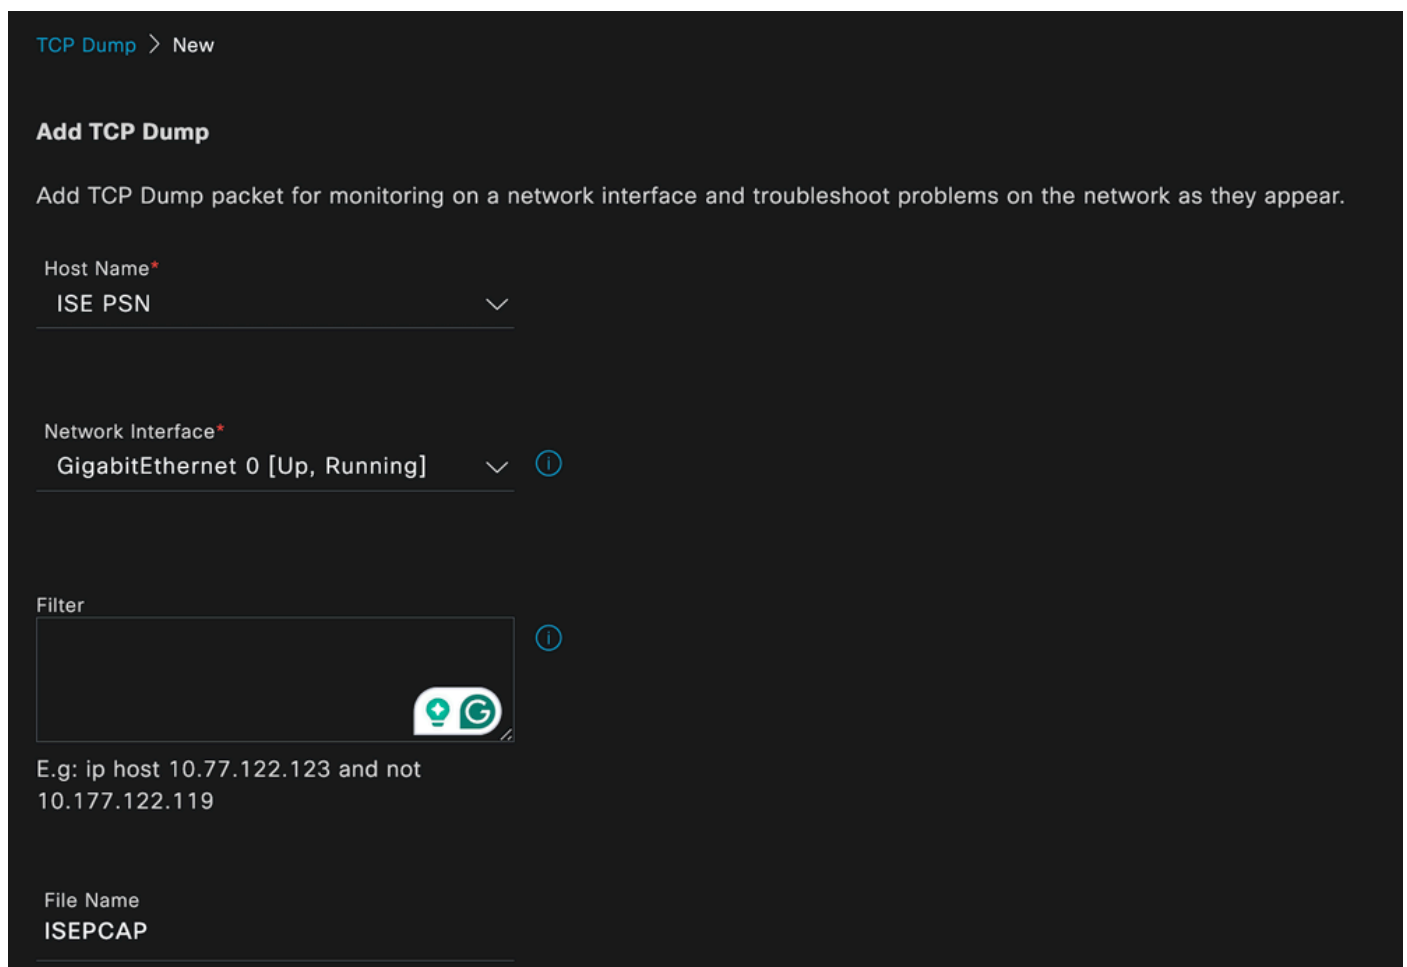 TCP Dump > New
Add TCP Dump
Add TCP Dump packet for monitoring on a network interface and troubleshoot problems on the network as they appear.
Host Name*
ISE PSN
Network Interface*
GigabitEthernet 0 [Up, Running]
Filter
E.g: ip host 10.77.122.123 and not
10.177.122.119
File Name
ISEPCAP